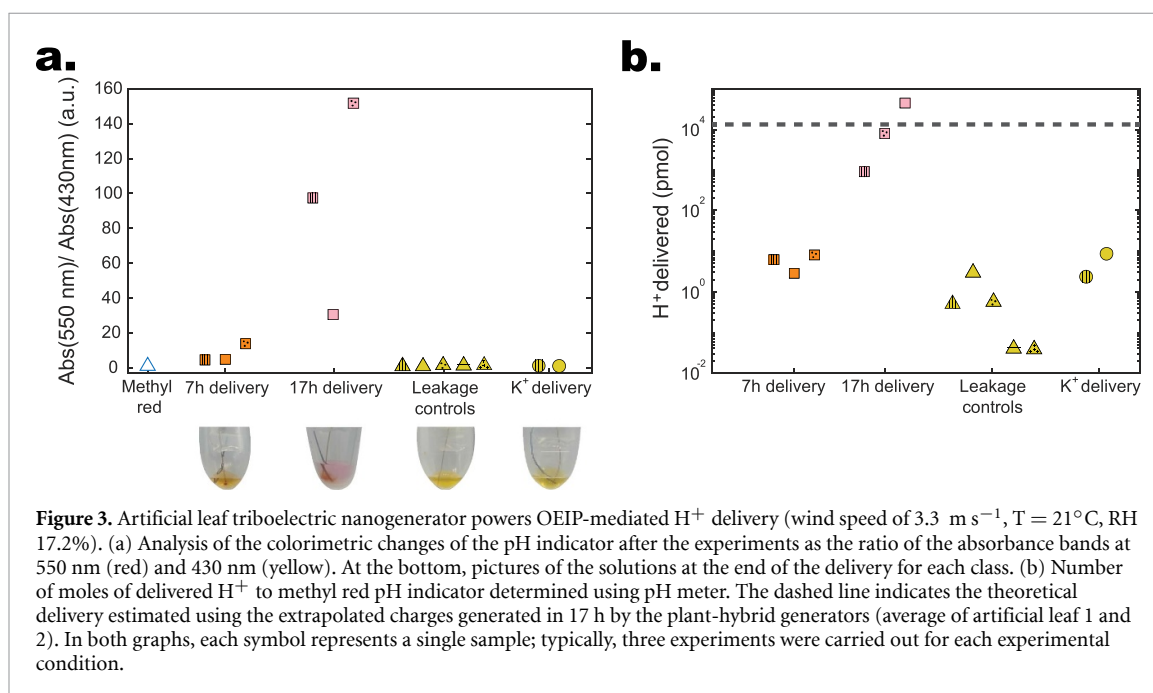 a.
Abs(550 nm)/ Abs(430nm) (a.u.)
160
140
120
100
80
60
40
20
0
Methyl red
7h delivery
17h delivery
Leakage controls
K⁺ delivery
b.
H⁺ delivered (pmol)
10⁴
10²
10⁰
10⁻²
7h delivery
17h delivery
Leakage controls
K⁺ delivery
Figure 3. Artificial leaf triboelectric nanogenerator powers OEIP-mediated H⁺ delivery (wind speed of 3.3 m s⁻¹, T = 21°C, RH
17.2%). (a) Analysis of the colorimetric changes of the pH indicator after the experiments as the ratio of the absorbance bands at
550 nm (red) and 430 nm (yellow). At the bottom, pictures of the solutions at the end of the delivery for each class. (b) Number
of moles of delivered H⁺ to methyl red pH indicator determined using pH meter. The dashed line indicates the theoretical
delivery estimated using the extrapolated charges generated in 17 h by the plant-hybrid generators (average of artificial leaf 1 and
2). In both graphs, each symbol represents a single sample; typically, three experiments were carried out for each experimental
condition.